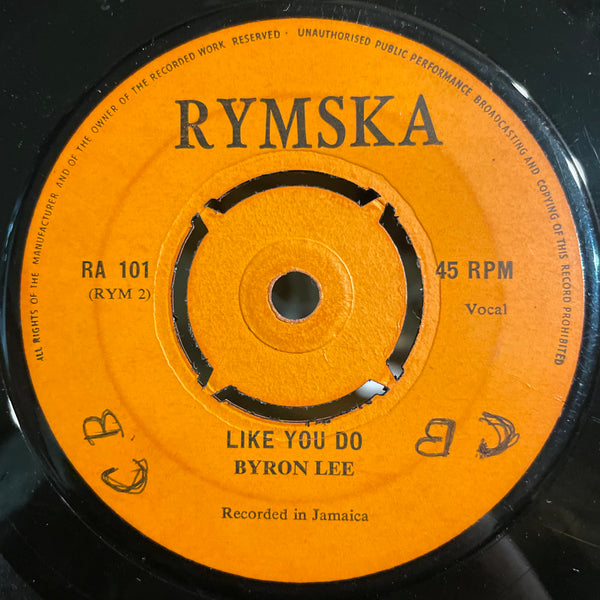 ALL RIGHTS OF THE MANUFACTURER AND OF THE OWNER OF THE RECORDED WORK RESERVED · UNAUTHORISED PUBLIC PERFORMANCE BROADCASTING AND COPYING OF THIS RECORD PROHIBITED
RYMSKA
RA 101
(RYM 2)
45 RPM
Vocal
CB
CB
LIKE YOU DO
BYRON LEE
Recorded in Jamaica